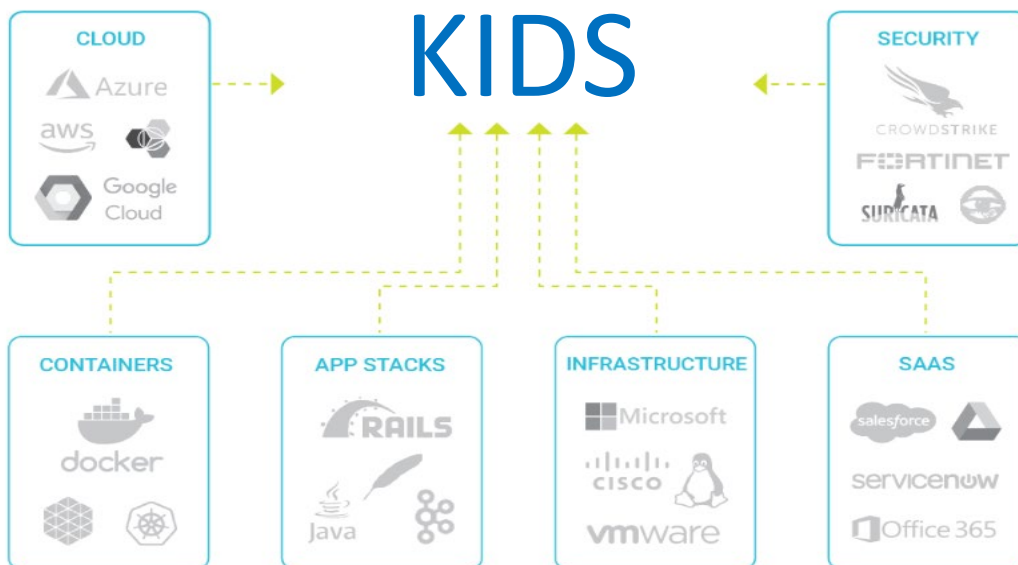 KIDS
CLOUD
Azure
aws
Google
Cloud
SECURITY
CROWDSTRIKE
FORTINET
SURICATA
CONTAINERS
docker
APP STACKS
RAILS
Java
INFRASTRUCTURE
Microsoft
CISCO
vmware
SAAS
salesforce
servicenow
Office 365